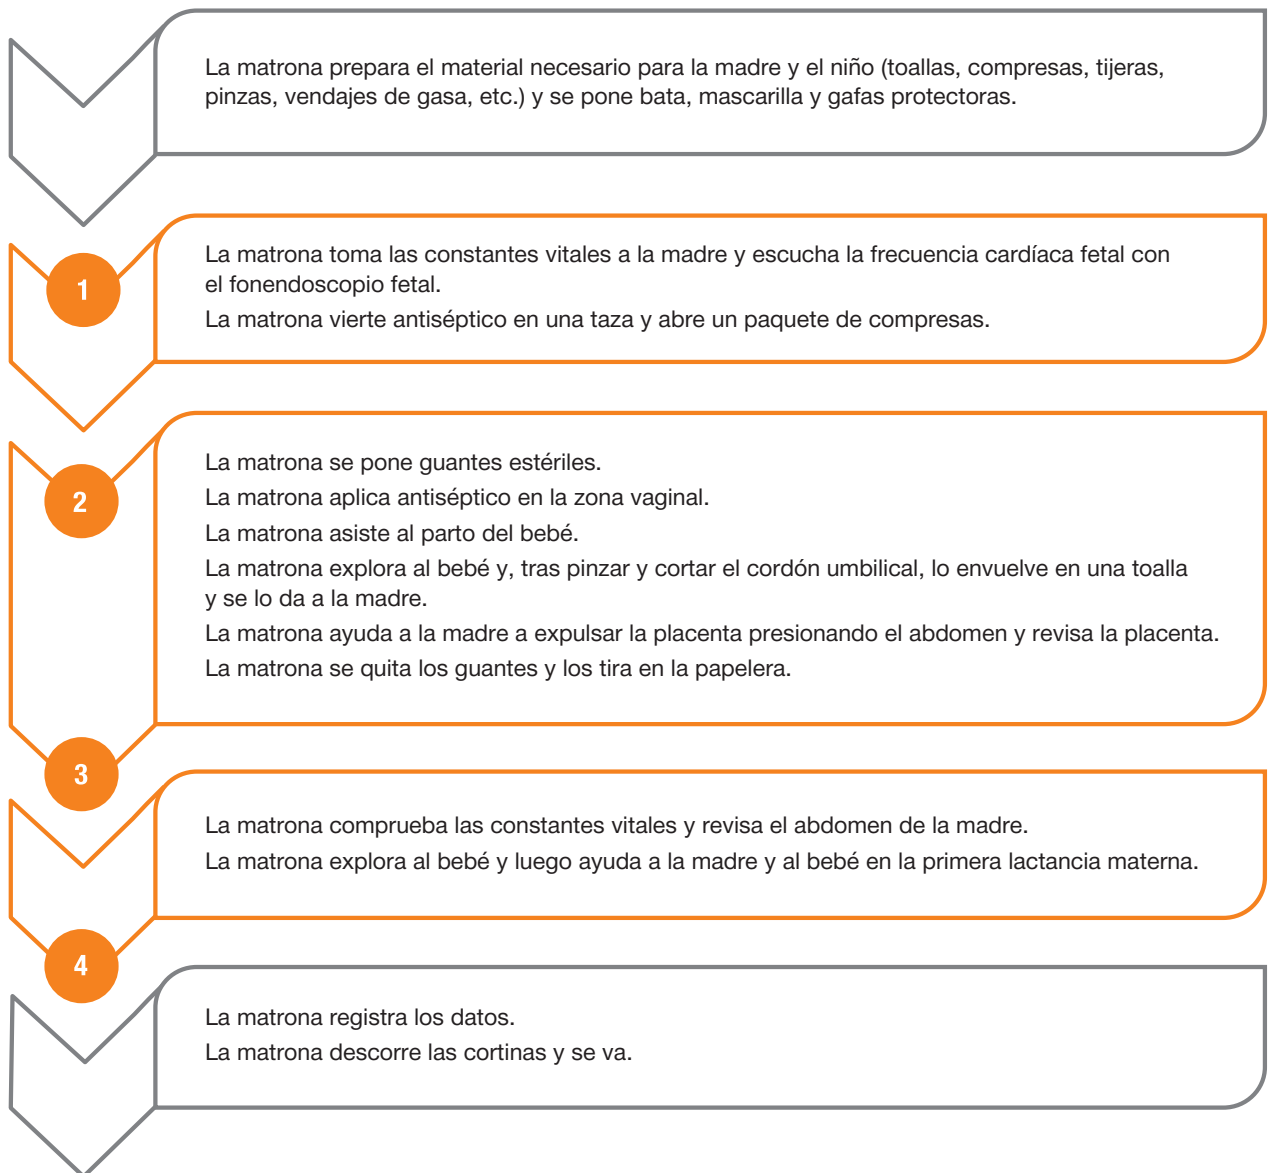 La matrona prepara el material necesario para la madre y el niño (toallas, compresas, tijeras,
pinzas, vendajes de gasa, etc.) y se pone bata, mascarilla y gafas protectoras.
1
La matrona toma las constantes vitales a la madre y escucha la frecuencia cardíaca fetal con
el fonendoscopio fetal.
La matrona vierte antiséptico en una taza y abre un paquete de compresas.
2
La matrona se pone guantes estériles.
La matrona aplica antiséptico en la zona vaginal.
La matrona asiste al parto del bebé.
La matrona explora al bebé y, tras pinzar y cortar el cordón umbilical, lo envuelve en una toalla
y se lo da a la madre.
La matrona ayuda a la madre a expulsar la placenta presionando el abdomen y revisa la placenta.
La matrona se quita los guantes y los tira en la papelera.
3
La matrona comprueba las constantes vitales y revisa el abdomen de la madre.
La matrona explora al bebé y luego ayuda a la madre y al bebé en la primera lactancia materna.
4
La matrona registra los datos.
La matrona descorre las cortinas y se va.